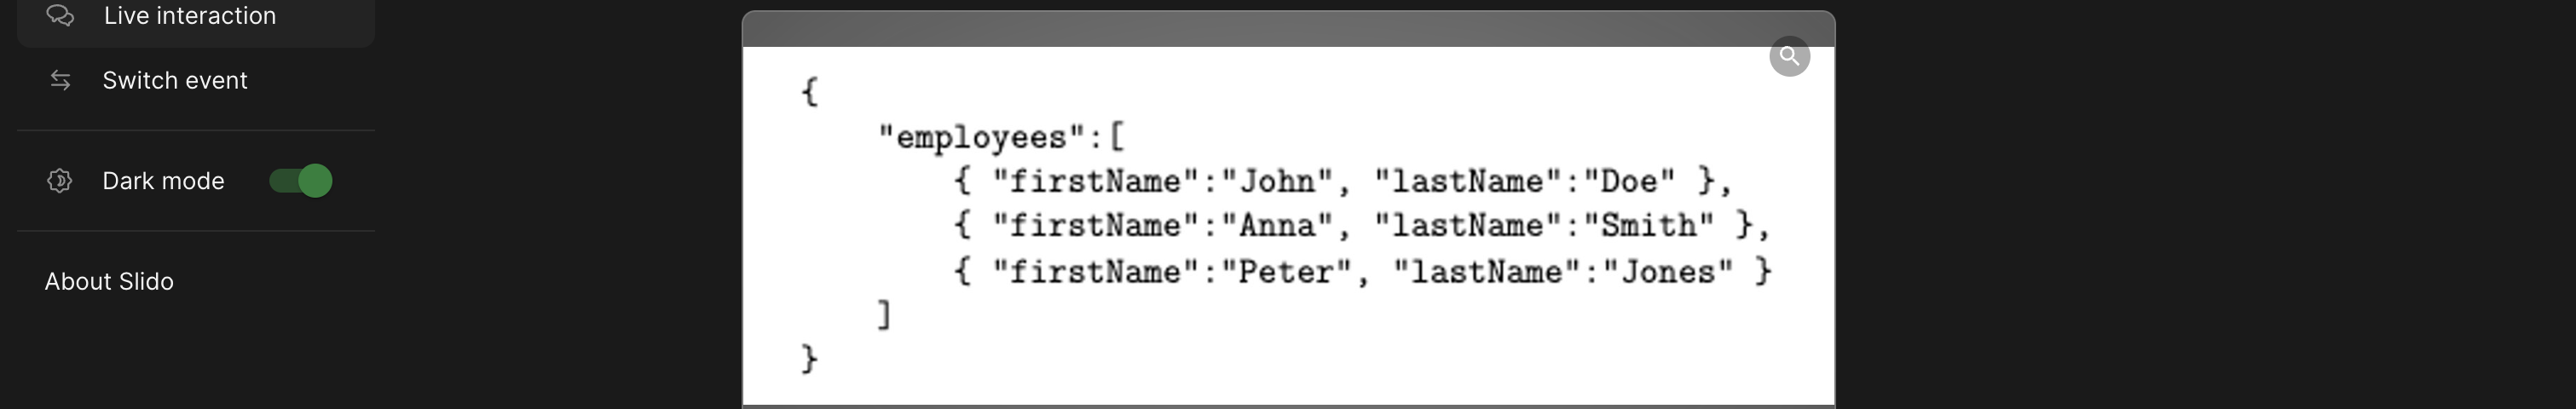 Live interaction
Switch event
Dark mode
About Slido
{
"employees":[
{ "firstName":"John", "lastName":"Doe" },
{ "firstName":"Anna", "lastName":"Smith" },
{ "firstName":"Peter", "lastName":"Jones" }
]
}